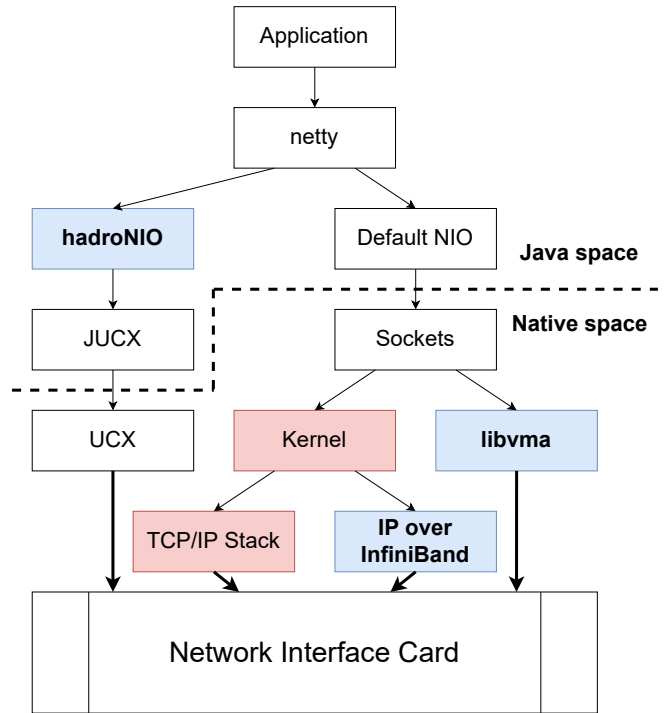 Application
netty
hadroNIO
Default NIO
Java space
JUCX
Sockets
Native space
UCX
Kernel
libvma
TCP/IP Stack
IP over
InfiniBand
Network Interface Card